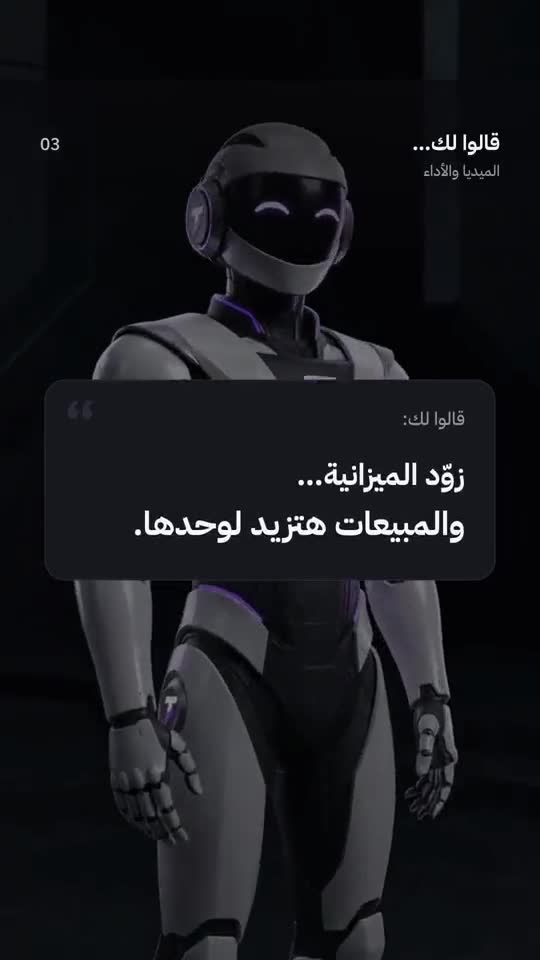 قالوا لك...
03
الميديا والأداء
قالوا لك:
زوّد الميزانية...
والمبيعات هتزيد لوحدها.